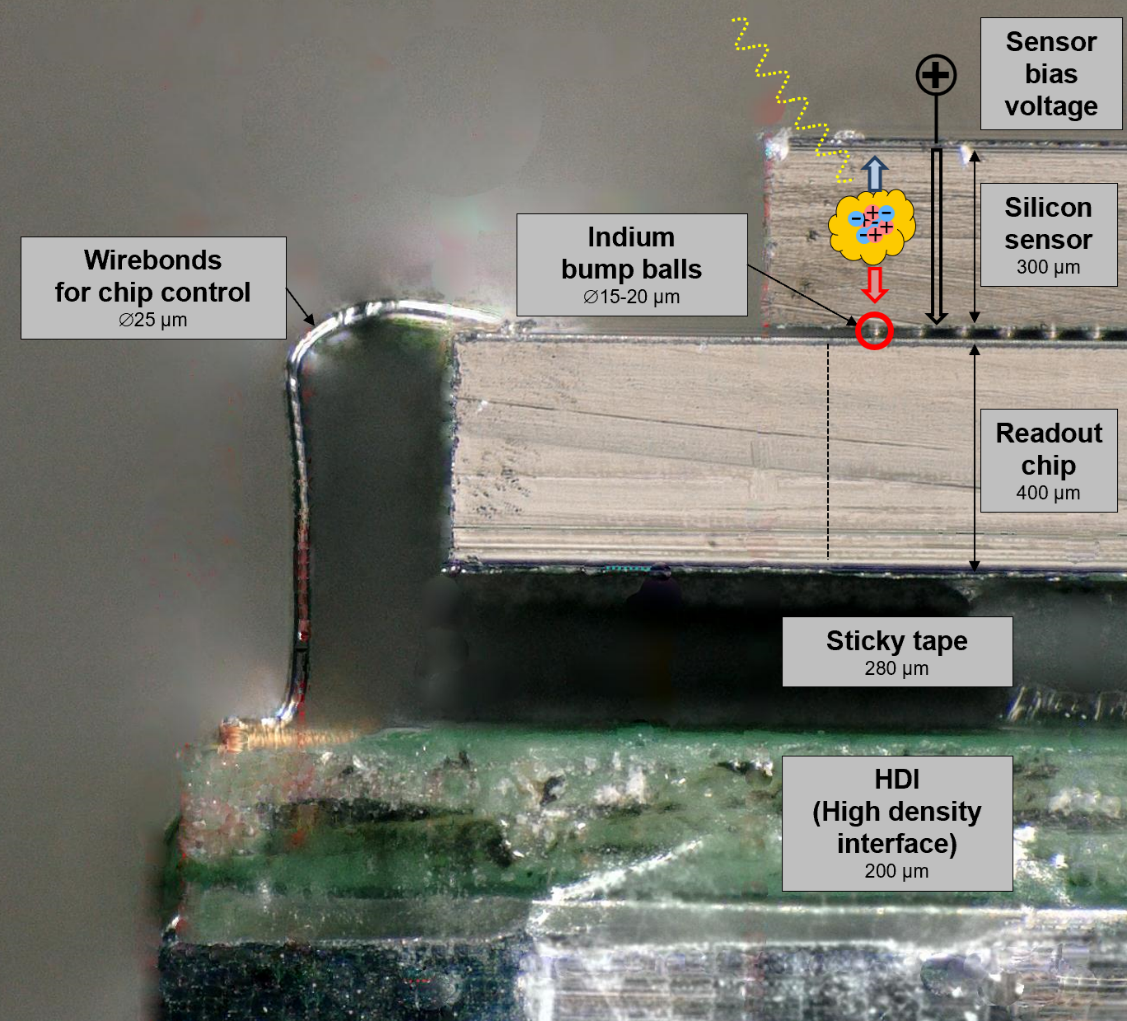 Sensor
bias
voltage
Silicon
sensor
300 µm
Indium
bump balls
∅15-20 µm
Wirebonds
for chip control
∅25 µm
Readout
chip
400 µm
Sticky tape
280 µm
HDI
(High density
interface)
200 µm